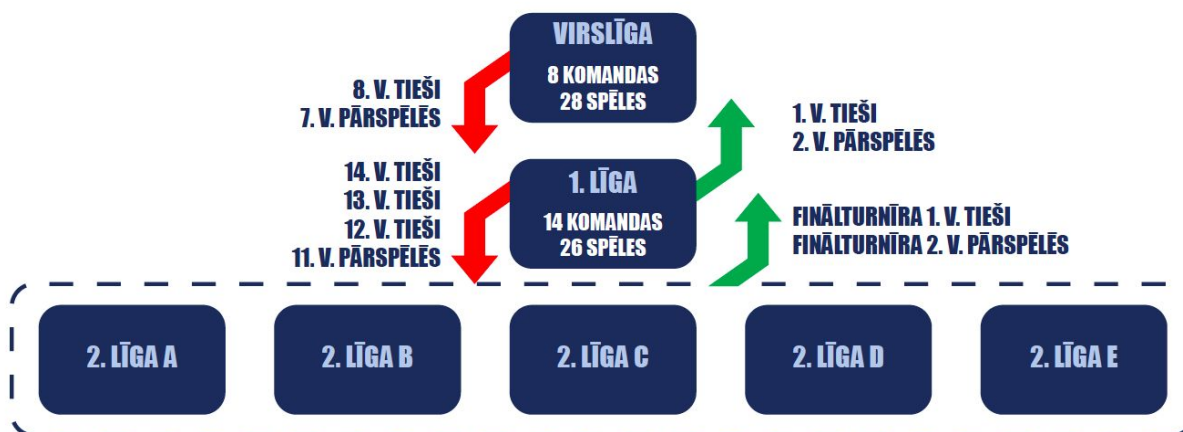 VIRSLĪGA
8 KOMANDAS
28 SPĒLES
8. V. TIEŠI
7. V. PĀRSPĒLĒS
1. V. TIEŠI
2. V. PĀRSPĒLĒS
1. LĪGA
14 KOMANDAS
26 SPĒLES
14. V. TIEŠI
13. V. TIEŠI
12. V. TIEŠI
11. V. PĀRSPĒLĒS
FINĀLTURNĪRA 1. V. TIEŠI
FINĀLTURNĪRA 2. V. PĀRSPĒLĒS
2. LĪGA A
2. LĪGA B
2. LĪGA C
2. LĪGA D
2. LĪGA E